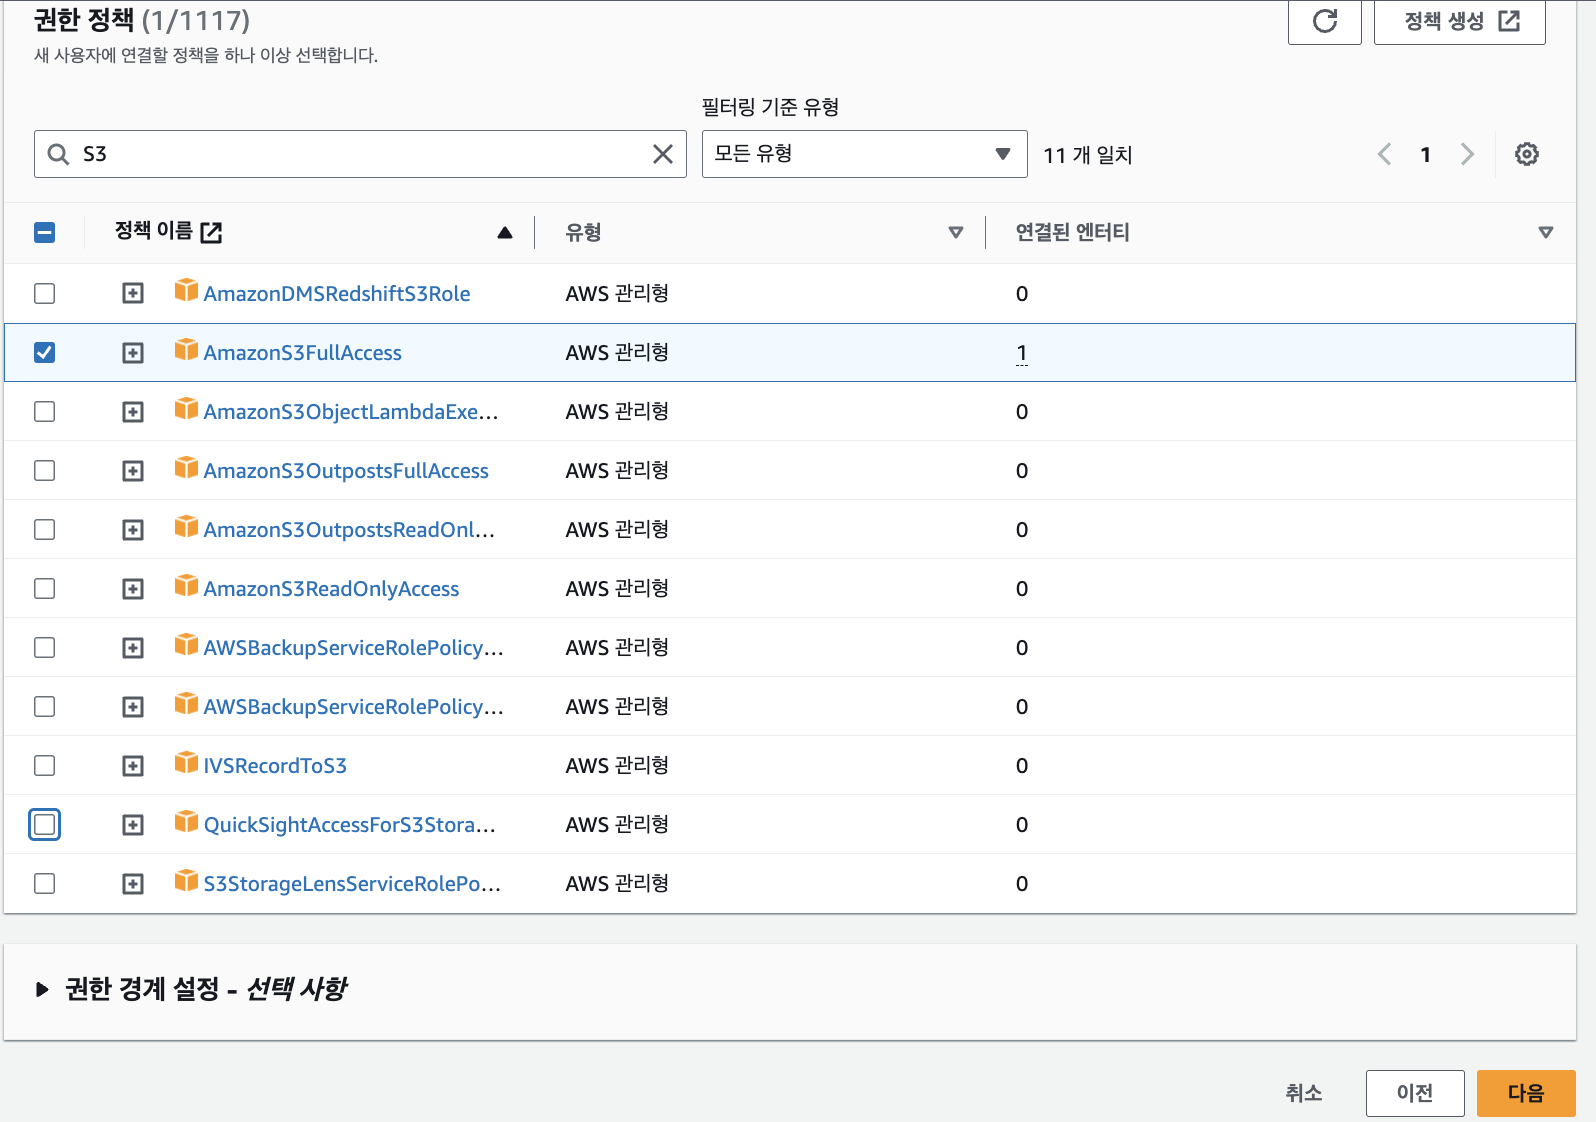 권한 정책 (1/1117)
정책 생성
새 사용자에 연결할 정책을 하나 이상 선택합니다.
필터링 기준 유형
S3
모든 유형
11 개 일치
1
정책 이름
유형
연결된 엔터티
AmazonDMSRedshiftS3Role AWS 관리형 0
AmazonS3FullAccess AWS 관리형 1
AmazonS3ObjectLambdaExe... AWS 관리형 0
AmazonS3OutpostsFullAccess AWS 관리형 0
AmazonS3OutpostsReadOnl... AWS 관리형 0
AmazonS3ReadOnlyAccess AWS 관리형 0
AWSBackupServiceRolePolicy... AWS 관리형 0
AWSBackupServiceRolePolicy... AWS 관리형 0
IVSRecordToS3 AWS 관리형 0
QuickSightAccessForS3Stora... AWS 관리형 0
S3StorageLensServiceRolePo... AWS 관리형 0
권한 경계 설정 - 선택 사항
취소
이전
다음